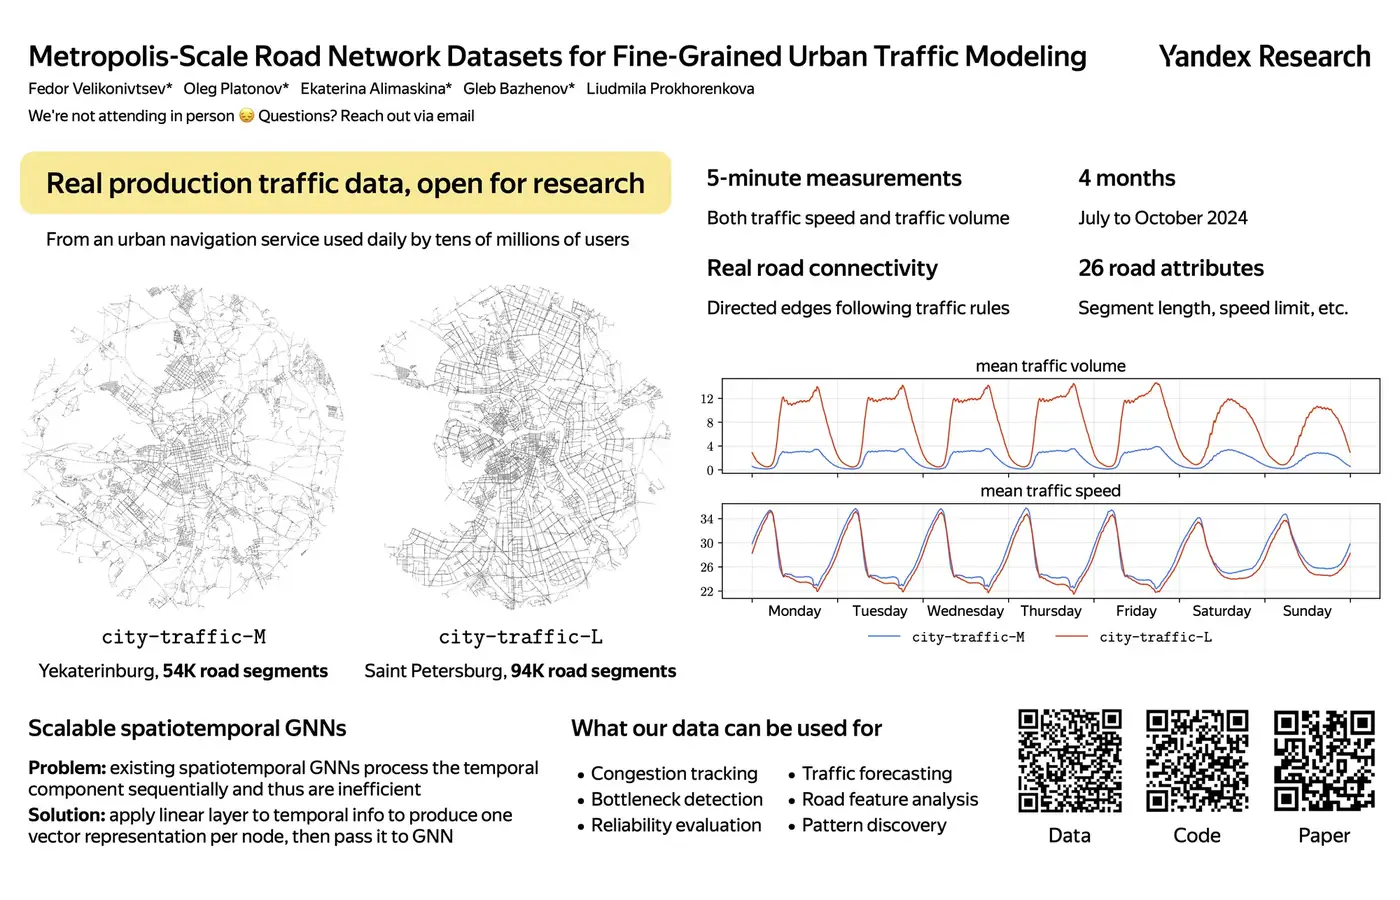 Metropolis-Scale Road Network Datasets for Fine-Grained Urban Traffic Modeling
Yandex Research
Fedor Velikonivtsev* Oleg Platonov* Ekaterina Alimaskina* Gleb Bazhenov* Liudmila Prokhorenkova
We're not attending in person 😔 Questions? Reach out via email
Real production traffic data, open for research
From an urban navigation service used daily by tens of millions of users
city-traffic-M
Yekaterinburg, 54K road segments
city-traffic-L
Saint Petersburg, 94K road segments
5-minute measurements
Both traffic speed and traffic volume
4 months
July to October 2024
Real road connectivity
Directed edges following traffic rules
26 road attributes
Segment length, speed limit, etc.
mean traffic volume
12
8
4
0
mean traffic speed
34
30
26
22
Monday Tuesday Wednesday Thursday Friday Saturday Sunday
city-traffic-M city-traffic-L
Scalable spatiotemporal GNNs
Problem: existing spatiotemporal GNNs process the temporal
component sequentially and thus are inefficient
Solution: apply linear layer to temporal info to produce one
vector representation per node, then pass it to GNN
What our data can be used for
• Congestion tracking
• Bottleneck detection
• Reliability evaluation
• Traffic forecasting
• Road feature analysis
• Pattern discovery
Data
Code
Paper